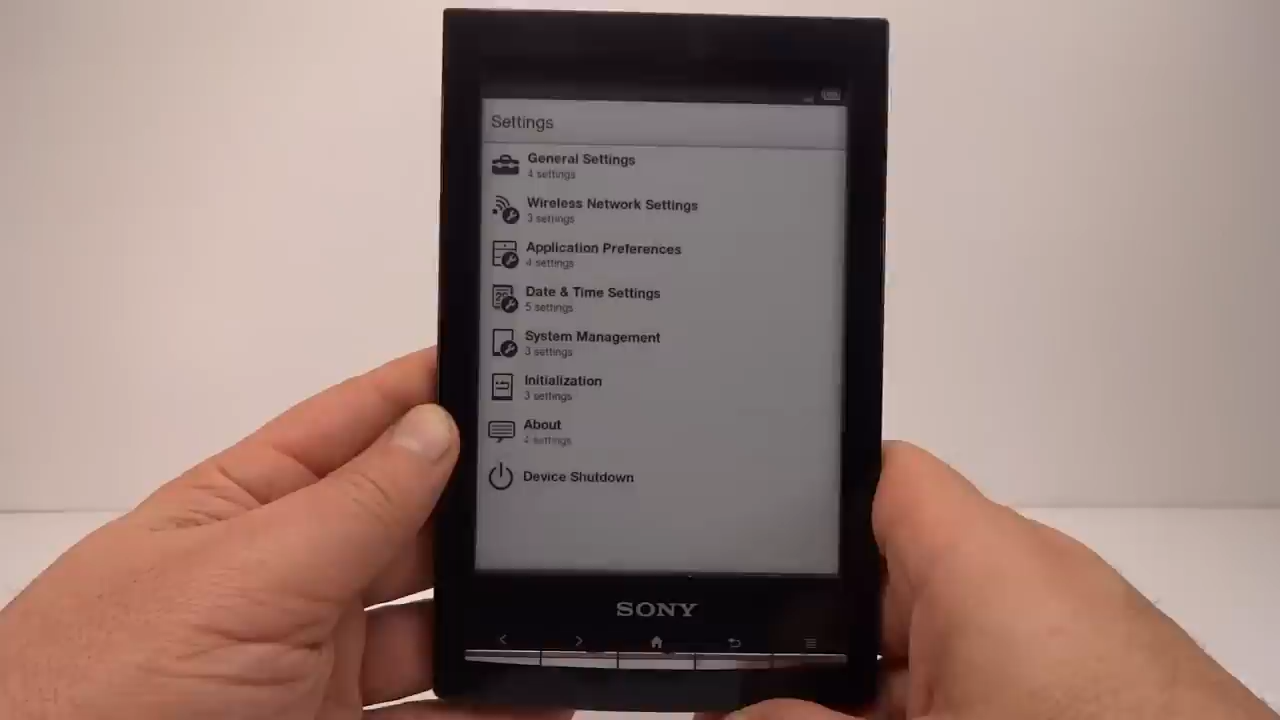 Settings
General Settings
4 settings
Wireless Network Settings
3 settings
Application Preferences
4 settings
Date & Time Settings
5 settings
System Management
3 settings
Initialization
3 settings
About
4 settings
Device Shutdown
SONY